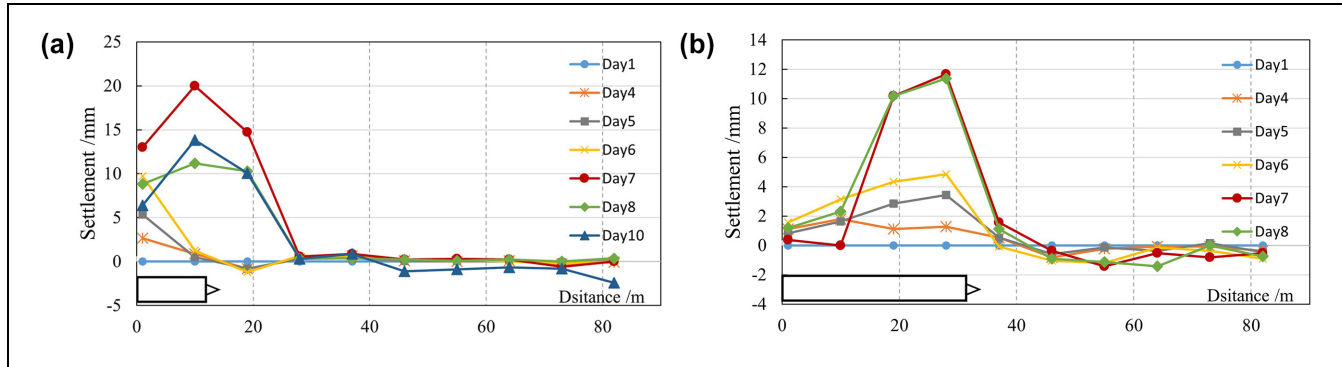 (a)
Settlement /mm
25
20
15
10
5
0
-5
Day1
Day4
Day5
Day6
Day7
Day8
Day10
Dsitance /m
0
20
40
60
80
(b)
Settlement /mm
14
12
10
8
6
4
2
0
-2
-4
Day1
Day4
Day5
Day6
Day7
Day8
Dsitance /m
0
20
40
60
80